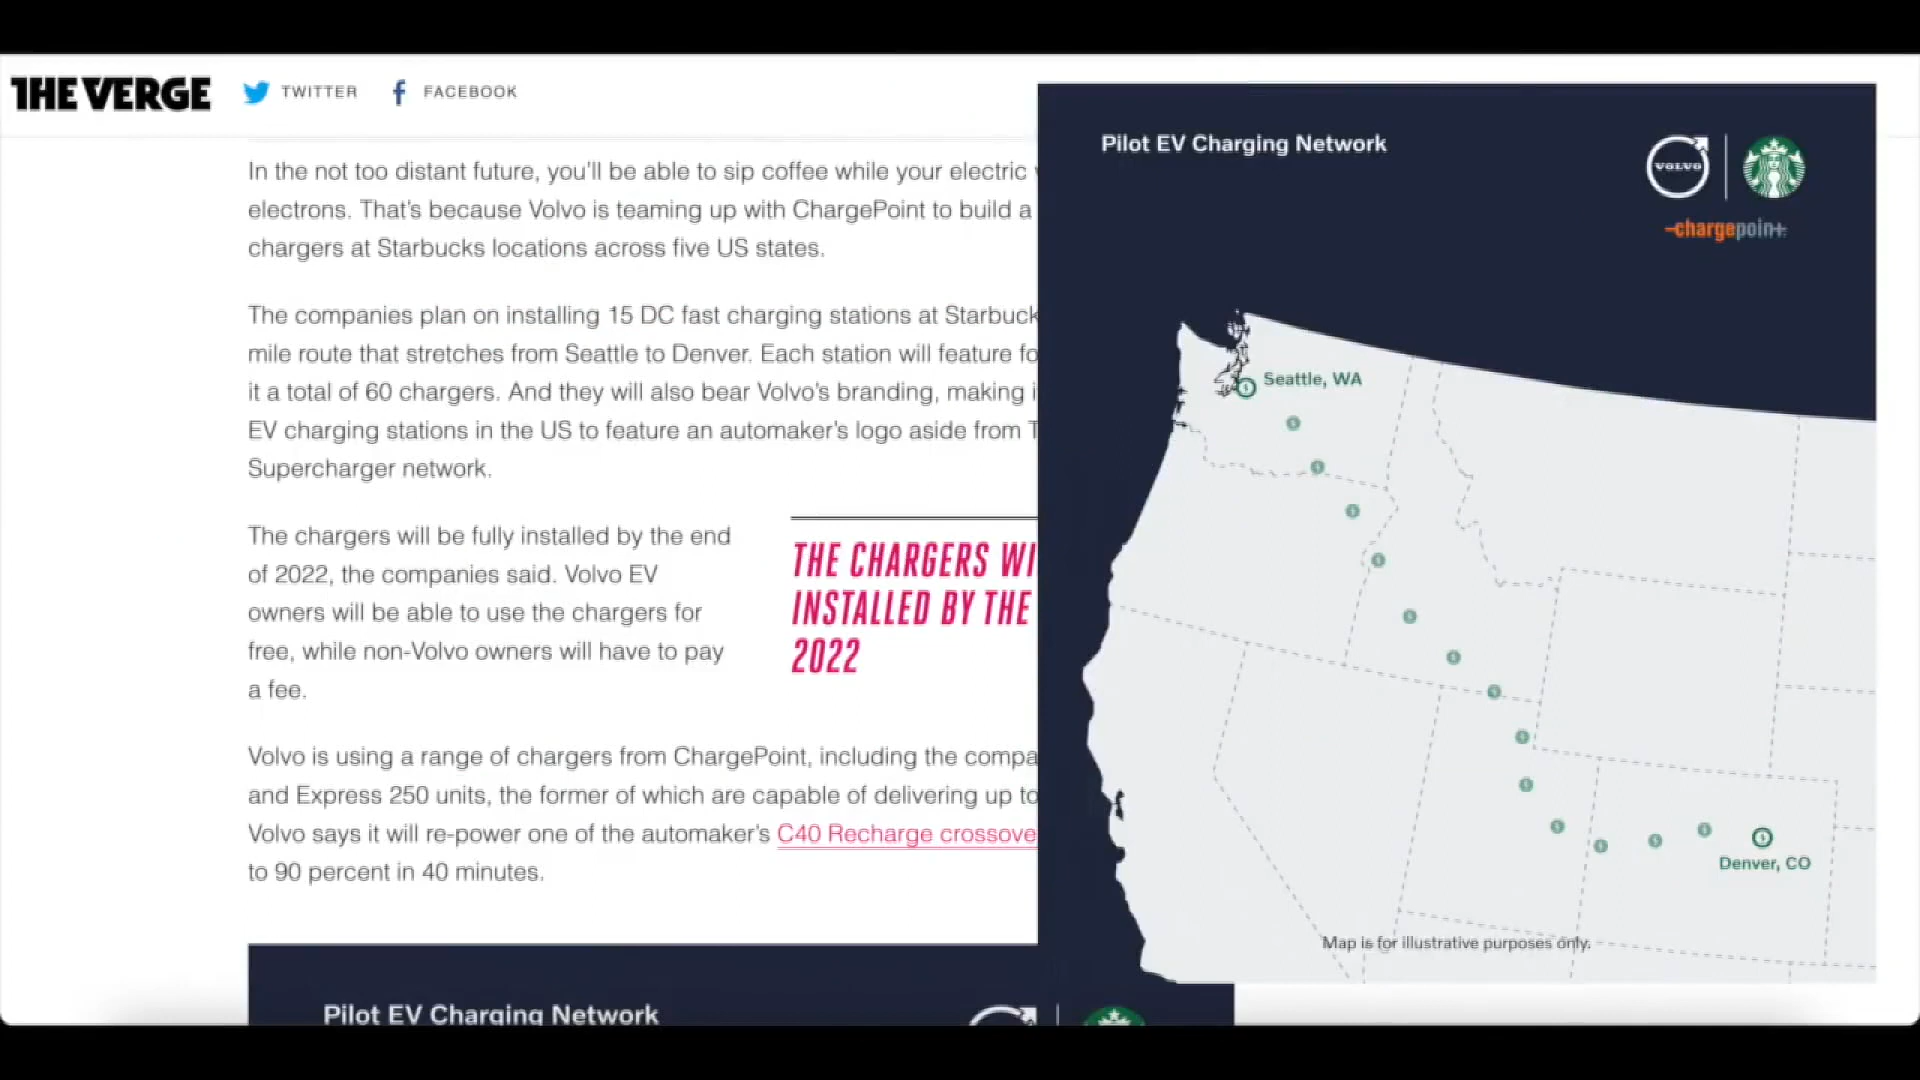 THE VERGE
TWITTER
FACEBOOK
In the not too distant future, you'll be able to sip coffee while your electric
electrons. That's because Volvo is teaming up with ChargePoint to build a
chargers at Starbucks locations across five US states.
The companies plan on installing 15 DC fast charging stations at Starbuck
mile route that stretches from Seattle to Denver. Each station will feature fo
it a total of 60 chargers. And they will also bear Volvo's branding, making i
EV charging stations in the US to feature an automaker's logo aside from T
Supercharger network.
The chargers will be fully installed by the end
of 2022, the companies said. Volvo EV
owners will be able to use the chargers for
free, while non-Volvo owners will have to pay
a fee.
THE CHARGERS WI
INSTALLED BY THE
2022
Volvo is using a range of chargers from ChargePoint, including the compa
and Express 250 units, the former of which are capable of delivering up to
Volvo says it will re-power one of the automaker's C40 Recharge crossove
to 90 percent in 40 minutes.
Pilot EV Charging Network
Pilot EV Charging Network
VOLVO
chargepoint
Seattle, WA
Denver, CO
Map is for illustrative purposes only.